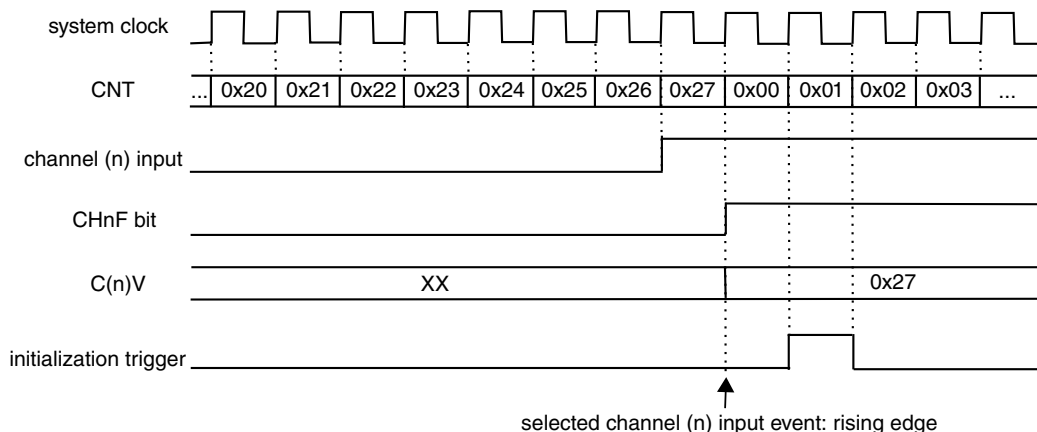 system clock
CNT ... 0x20 0x21 0x22 0x23 0x24 0x25 0x26 0x27 0x00 0x01 0x02 0x03 ...
channel (n) input
CHnF bit
C(n)V XX 0x27
initialization trigger
selected channel (n) input event: rising edge